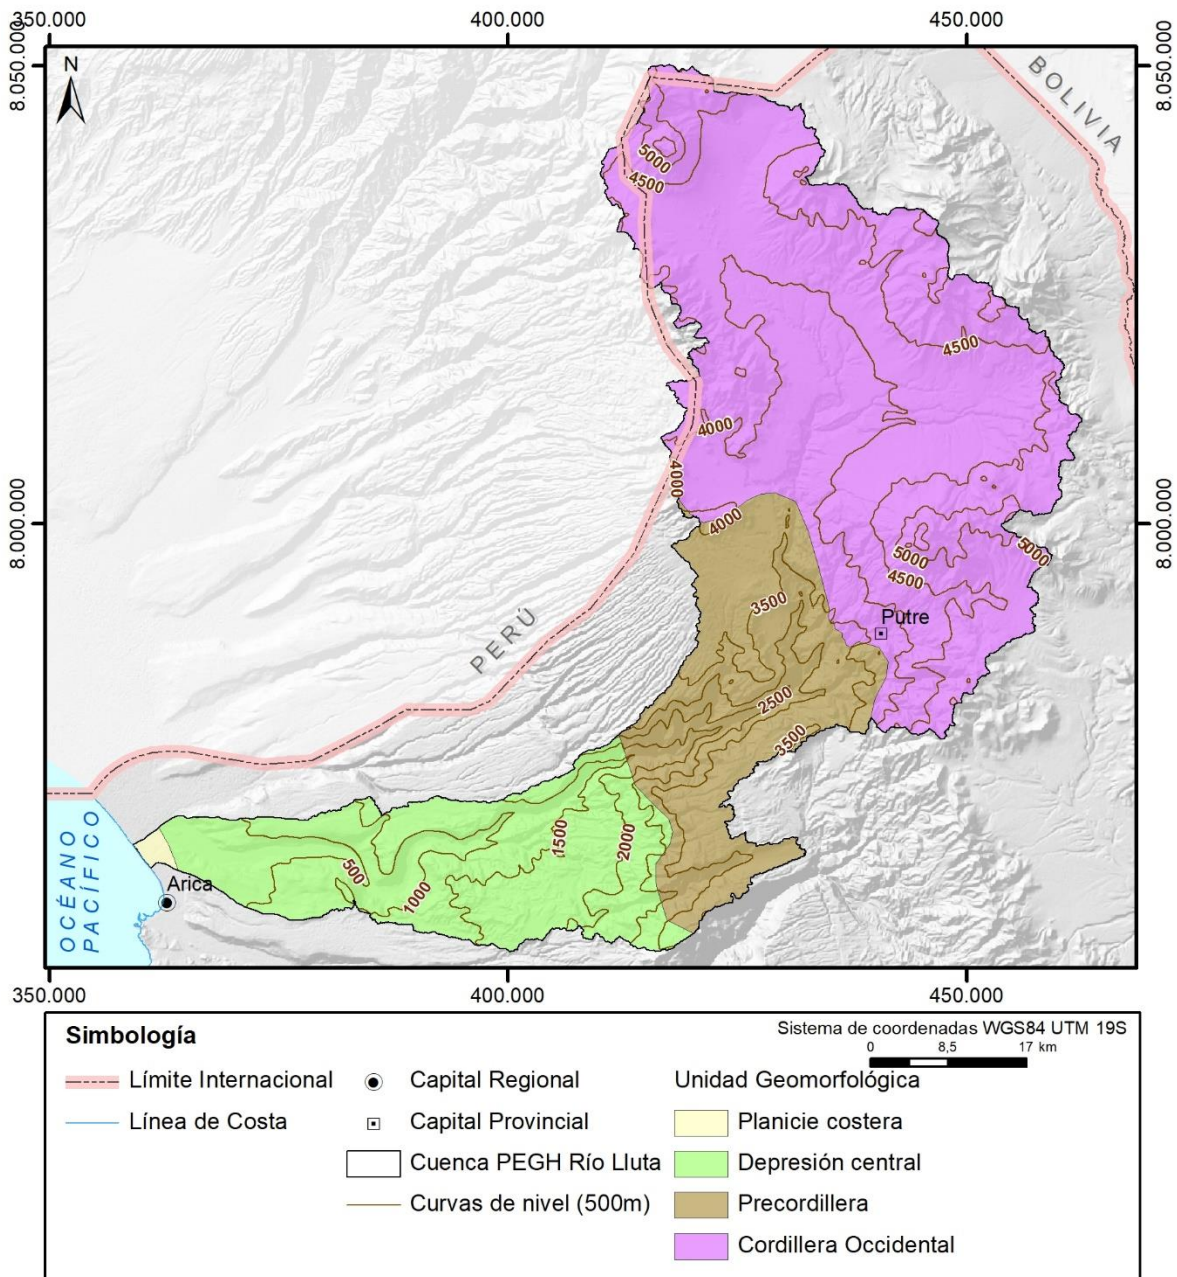 350.000 400.000 450.000
8.050.000
8.050.000
N
BOLIVIA
5000
4500
4500
4000
4000
4000
8.000.000
8.000.000
5000
5000
4500
3500
Putre
PERÚ
2500
3500
1500
2000
500
1000
Arica
OCÉANO
PACÍFICO
350.000 400.000 450.000
Simbología
Sistema de coordenadas WGS84 UTM 19S
0 8,5 17 km
Límite Internacional
Línea de Costa
Capital Regional
Capital Provincial
Cuenca PEGH Río Lluta
Curvas de nivel (500m)
Unidad Geomorfológica
Planicie costera
Depresión central
Precordillera
Cordillera Occidental